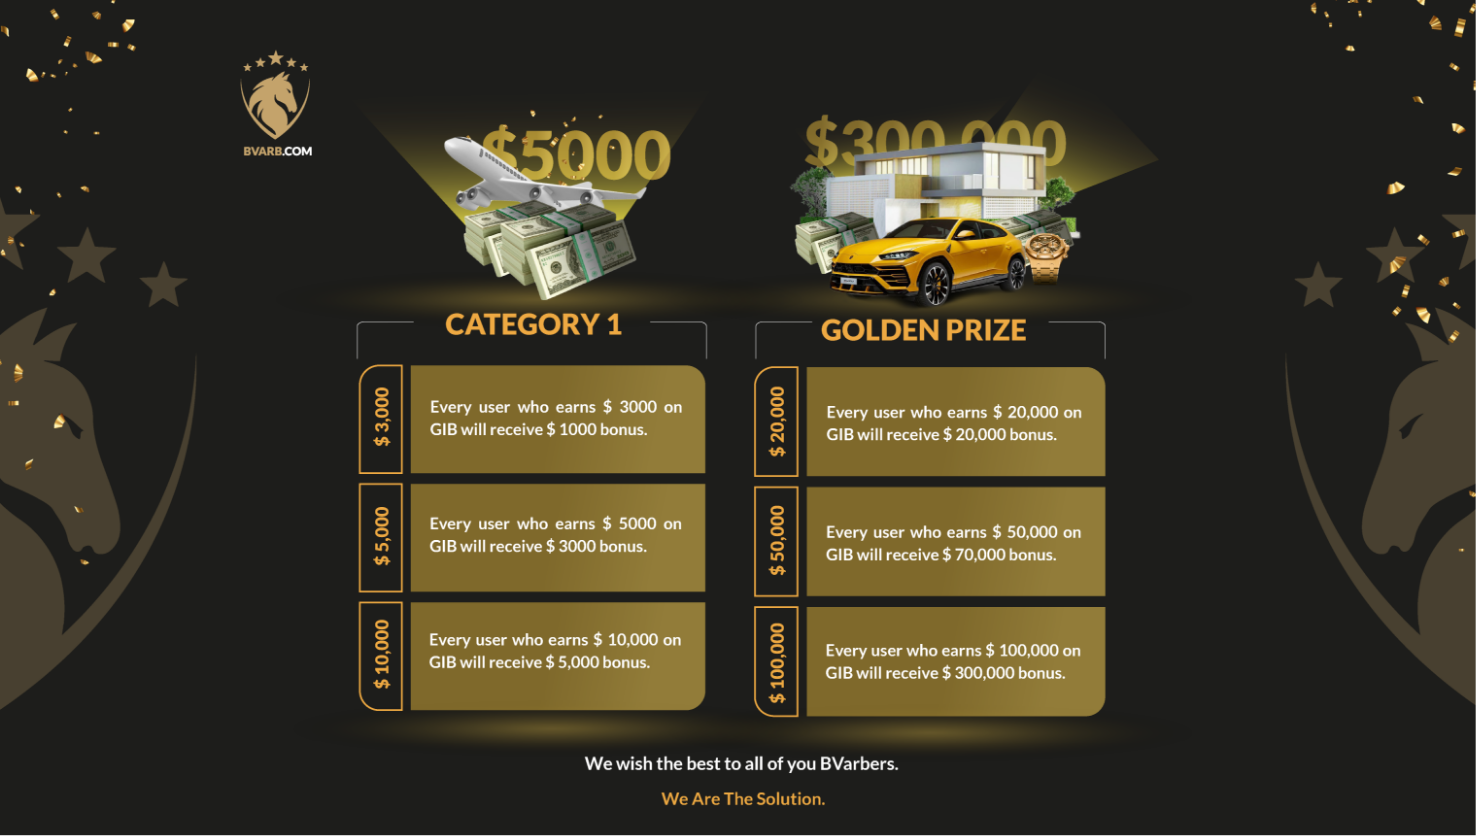 BVARB.COM
$5000
$300,000
CATEGORY 1
$ 3,000
Every user who earns $ 3000 on
GIB will receive $ 1000 bonus.
$ 5,000
Every user who earns $ 5000 on
GIB will receive $ 3000 bonus.
$ 10,000
Every user who earns $ 10,000 on
GIB will receive $ 5,000 bonus.
GOLDEN PRIZE
$ 20,000
Every user who earns $ 20,000 on
GIB will receive $ 20,000 bonus.
$ 50,000
Every user who earns $ 50,000 on
GIB will receive $ 70,000 bonus.
$ 100,000
Every user who earns $ 100,000 on
GIB will receive $ 300,000 bonus.
We wish the best to all of you BVarbers.
We Are The Solution.